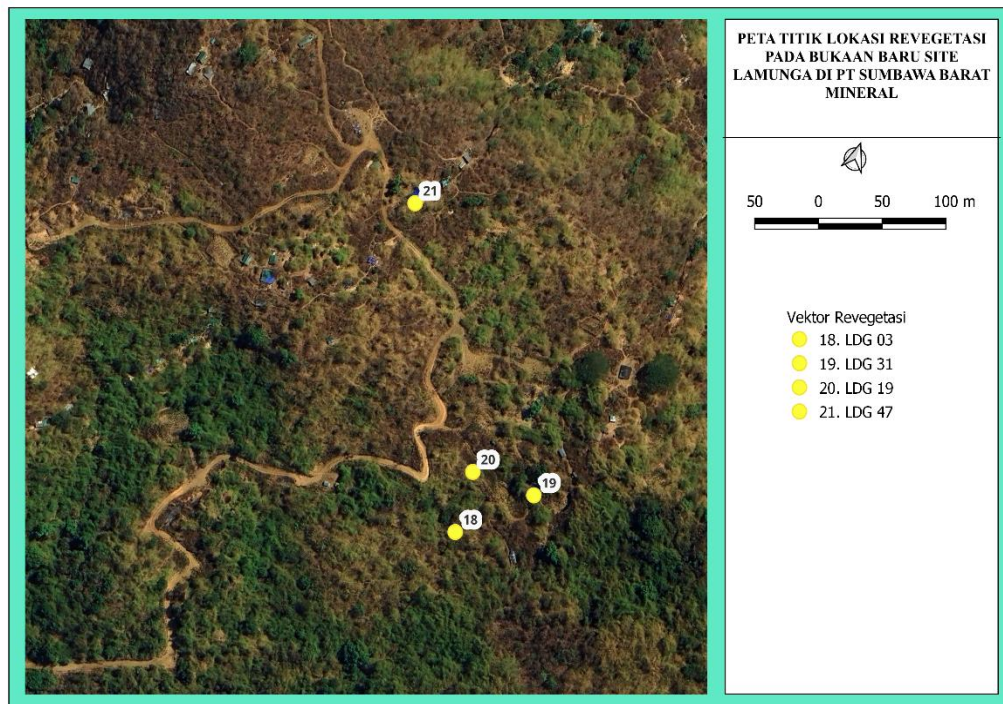 PETA TITIK LOKASI REVEGETASI
PADA BUKAAN BARU SITE
LAMUNGA DI PT SUMBAWA BARAT
MINERAL
50 0 50 100 m
Vektor Revegetasi
18. LDG 03
19. LDG 31
20. LDG 19
21. LDG 47
21
20
19
18